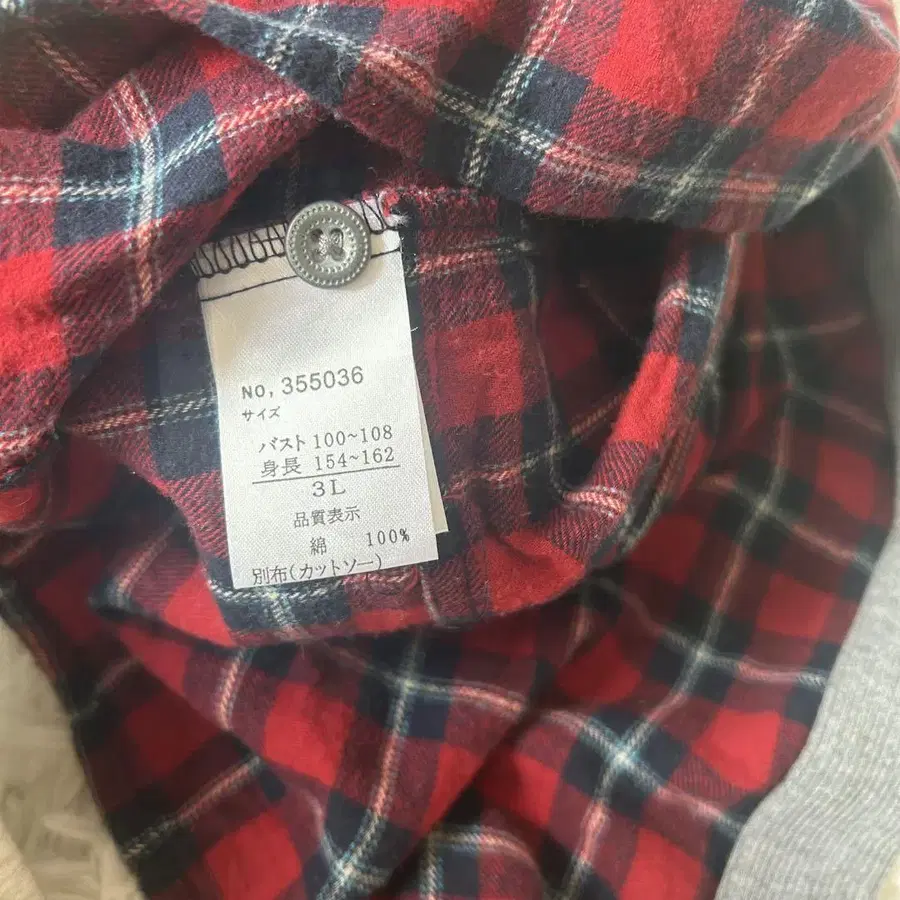 No, 355036
サイズ
バスト 100~108
身長 154~162
3L
品質表示
綿 100%
別布(カットソー)